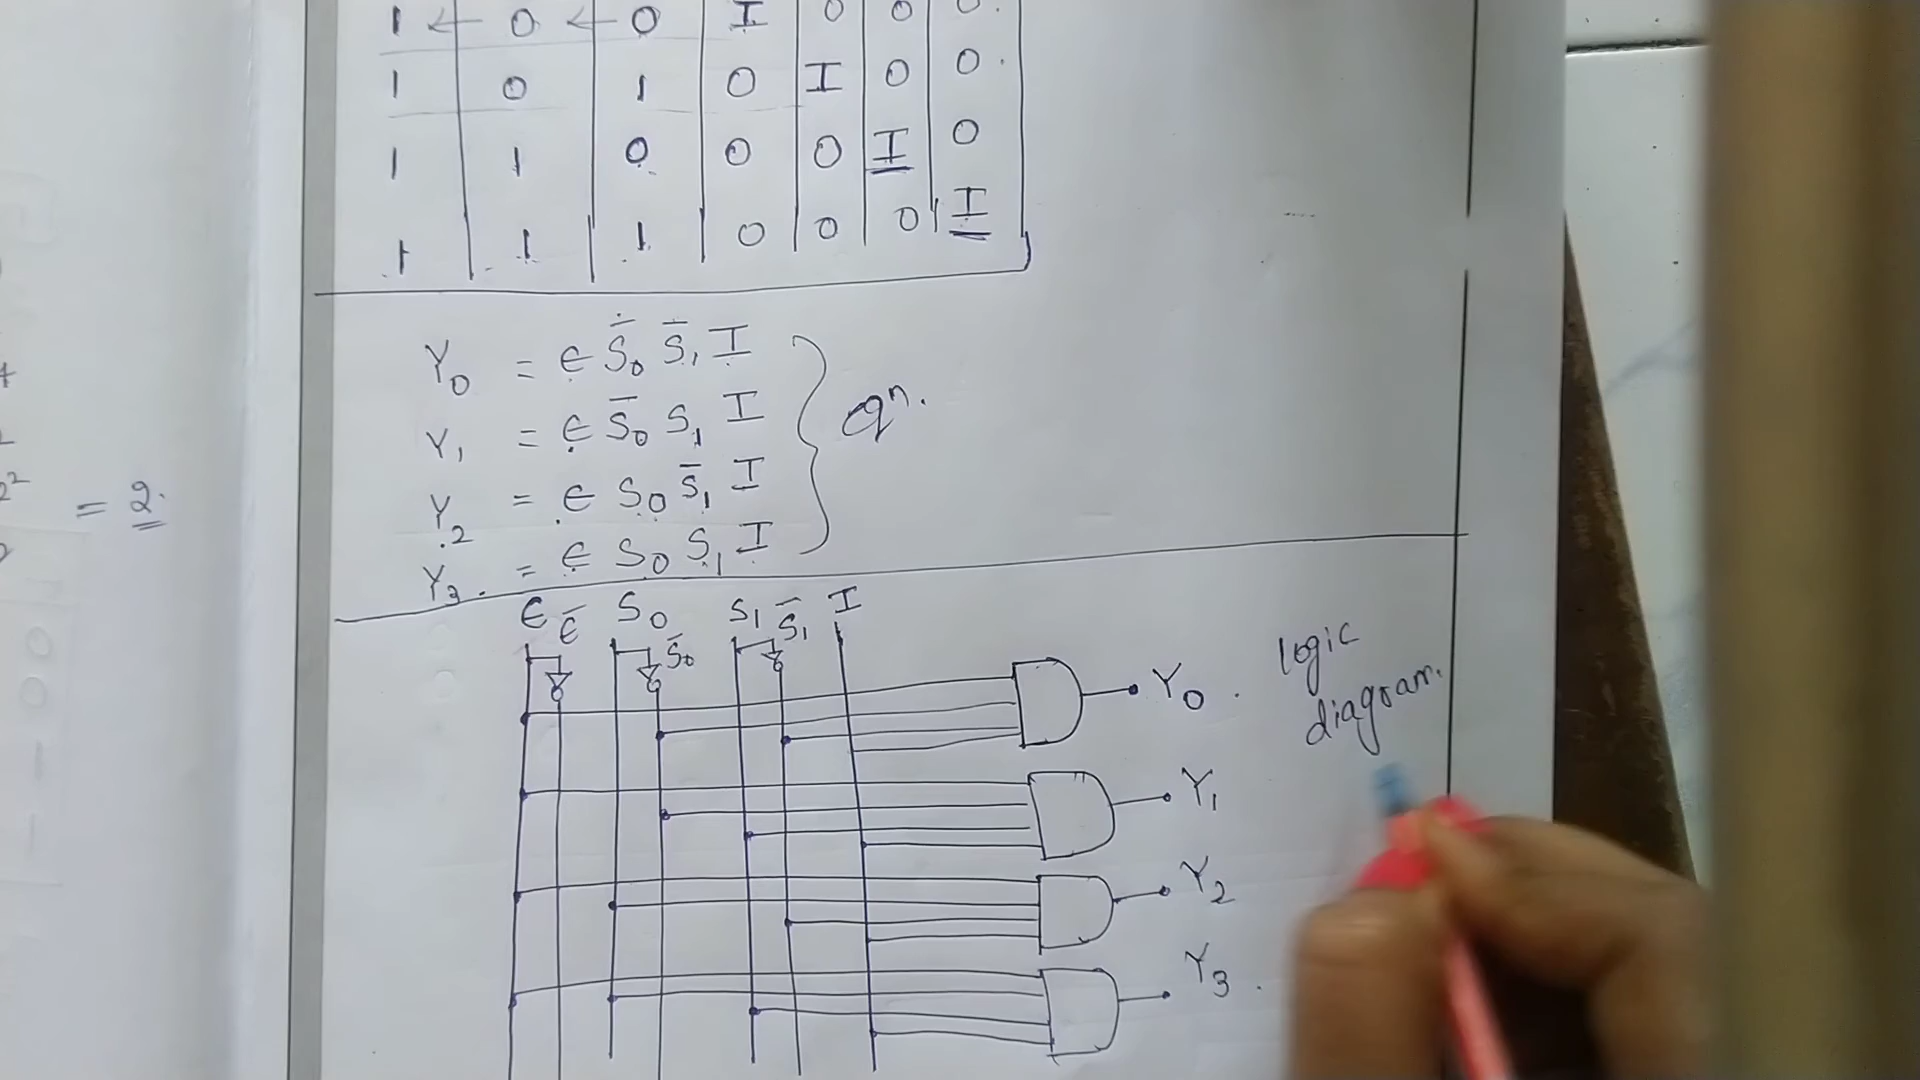 1 ← 0 ← 0 I 0 0 0.
1 0 1 0 I 0 0.
1 1 0 0 0 I 0
1 1 1 0 0 0 I
= 2.
Y₀ = E S̄₀ S̄₁ I
Y₁ = E S̄₀ S₁ I
Y₂ = E S₀ S̄₁ I
Y₃. = E S₀ S₁ I
E Ē S₀ S̄₀ S₁ S̄₁ I
Y₀.
logic
diagram.
Y₁
Y₂
Y₃.